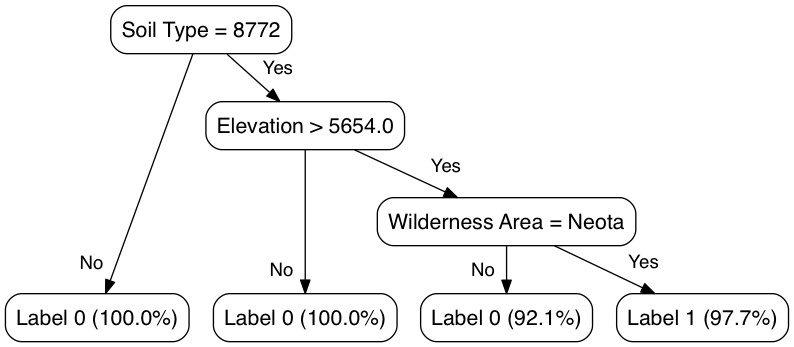 Soil Type = 8772
Yes
Elevation > 5654.0
Yes
Wilderness Area = Neota
No
No
No
Yes
Label 0 (100.0%)
Label 0 (100.0%)
Label 0 (92.1%)
Label 1 (97.7%)